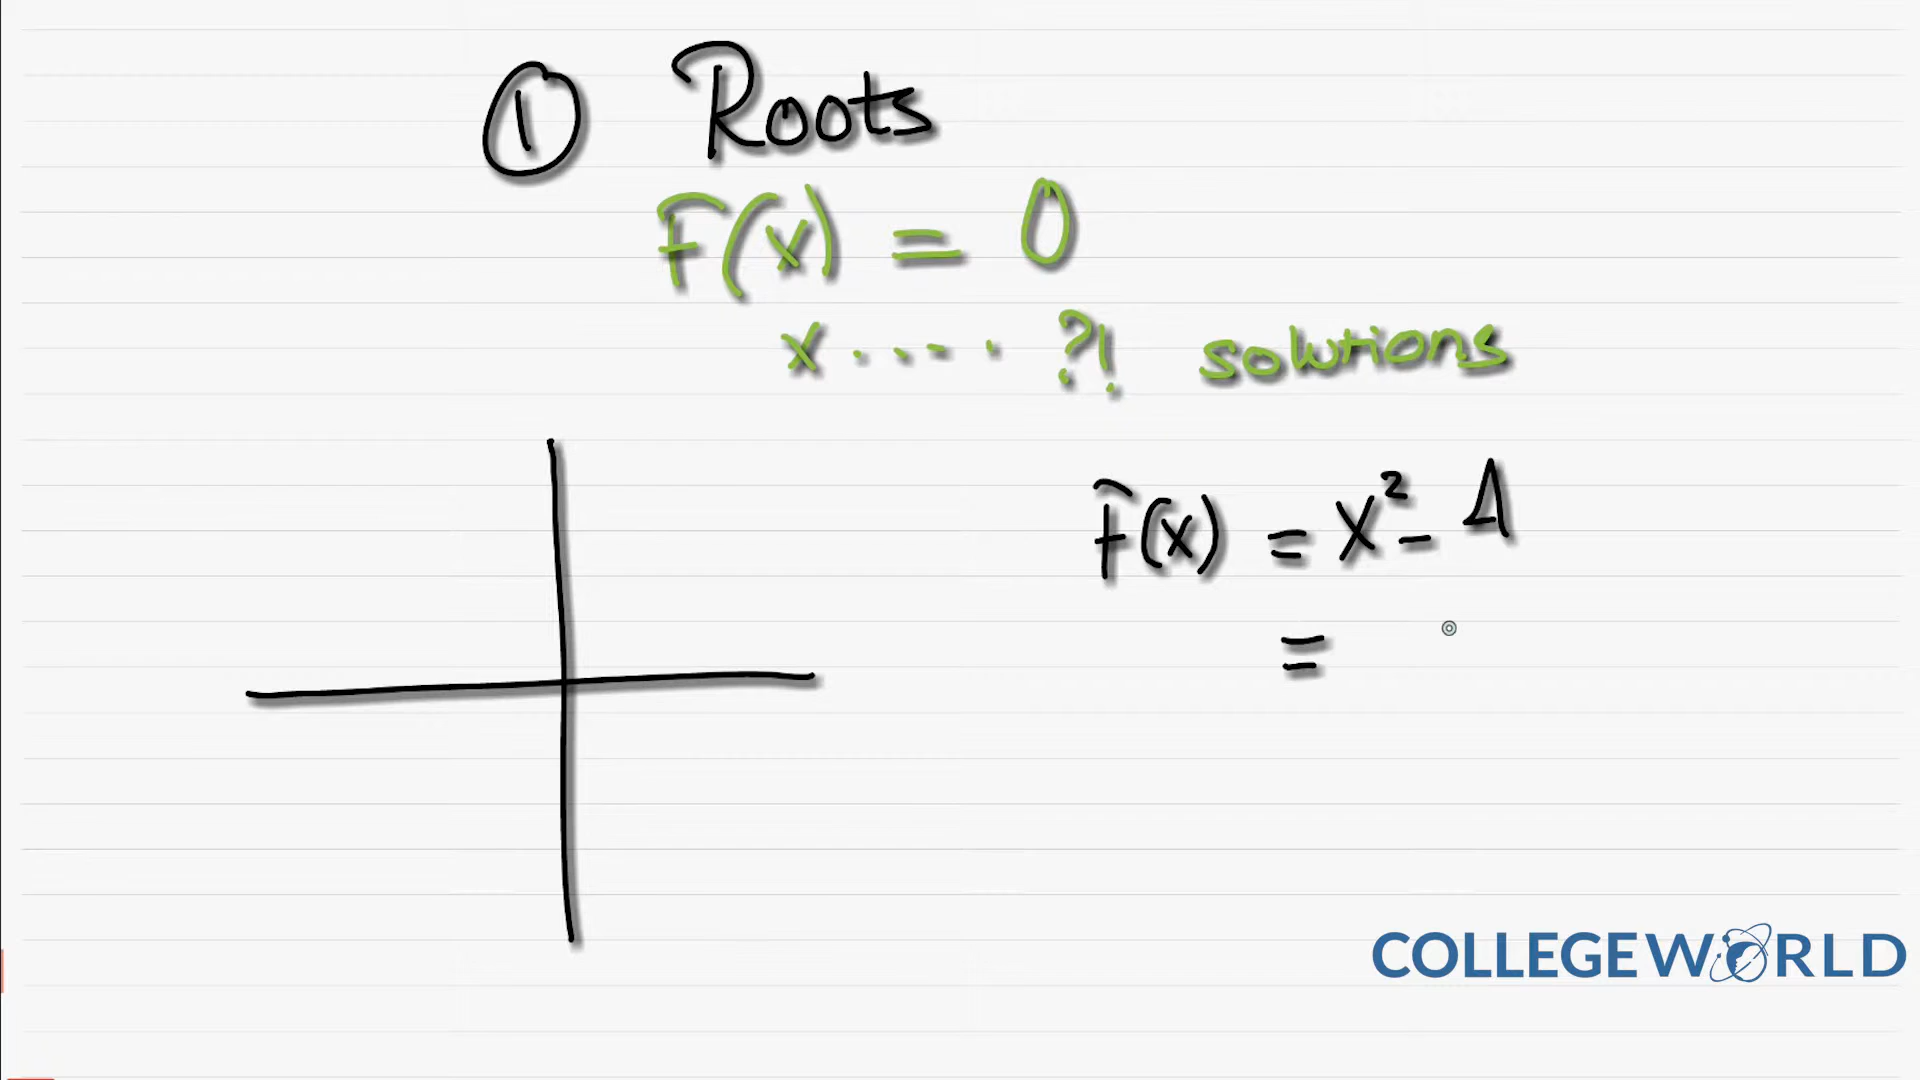 ① Roots
F(x) = 0
x ..... ?! solutions
F(x) = x² - 4
=
COLLEGEWORLD